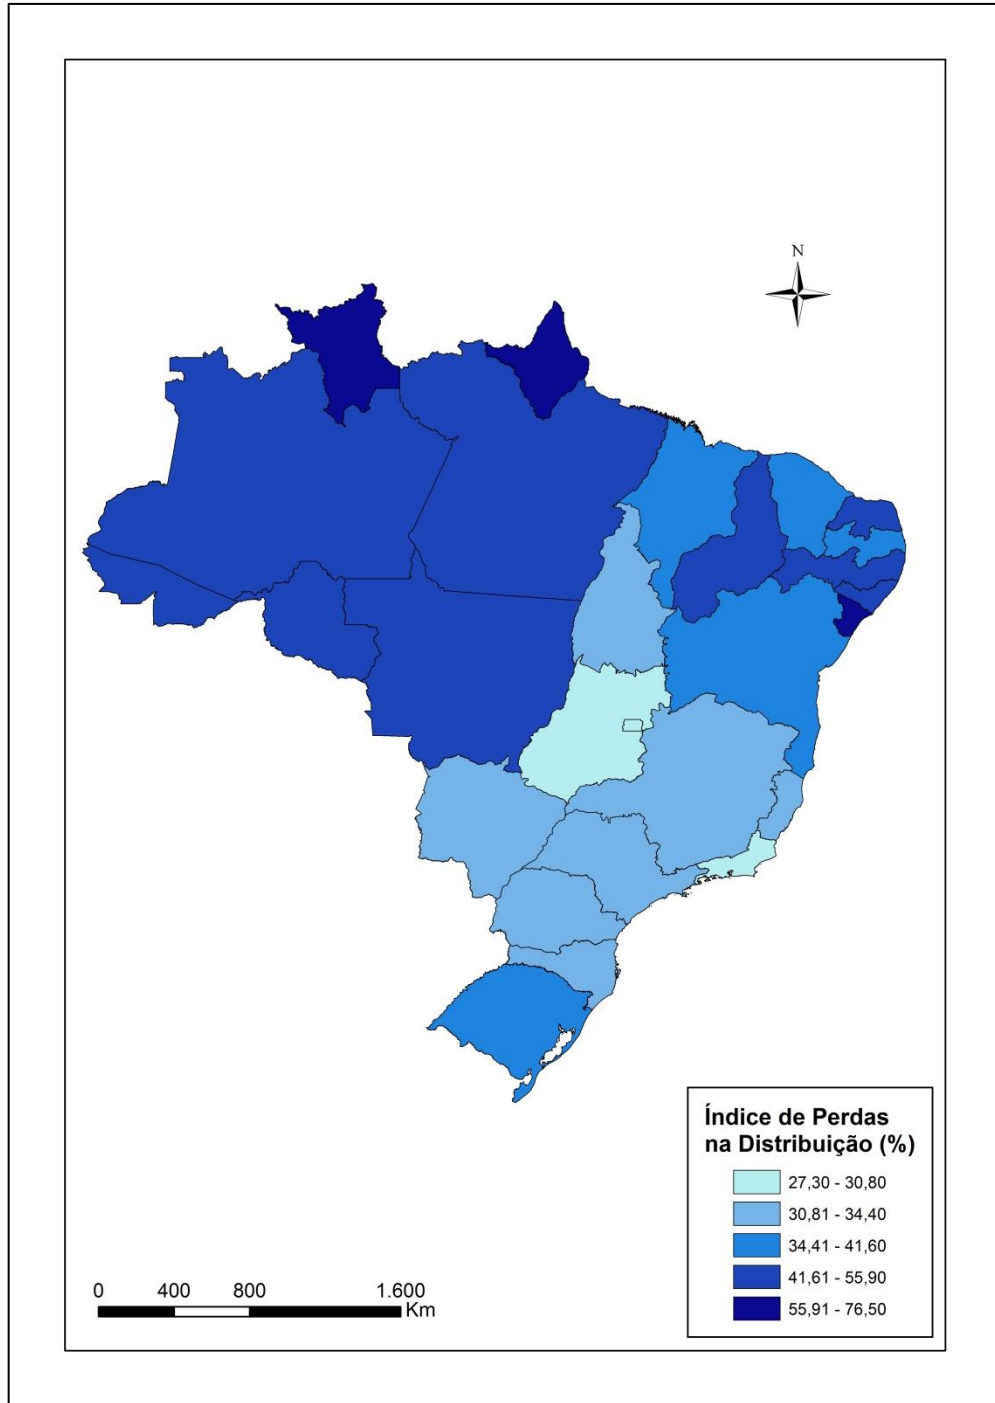 N
Índice de Perdas
na Distribuição (%)
27,30 - 30,80
30,81 - 34,40
34,41 - 41,60
41,61 - 55,90
55,91 - 76,50
0 400 800 1.600
Km